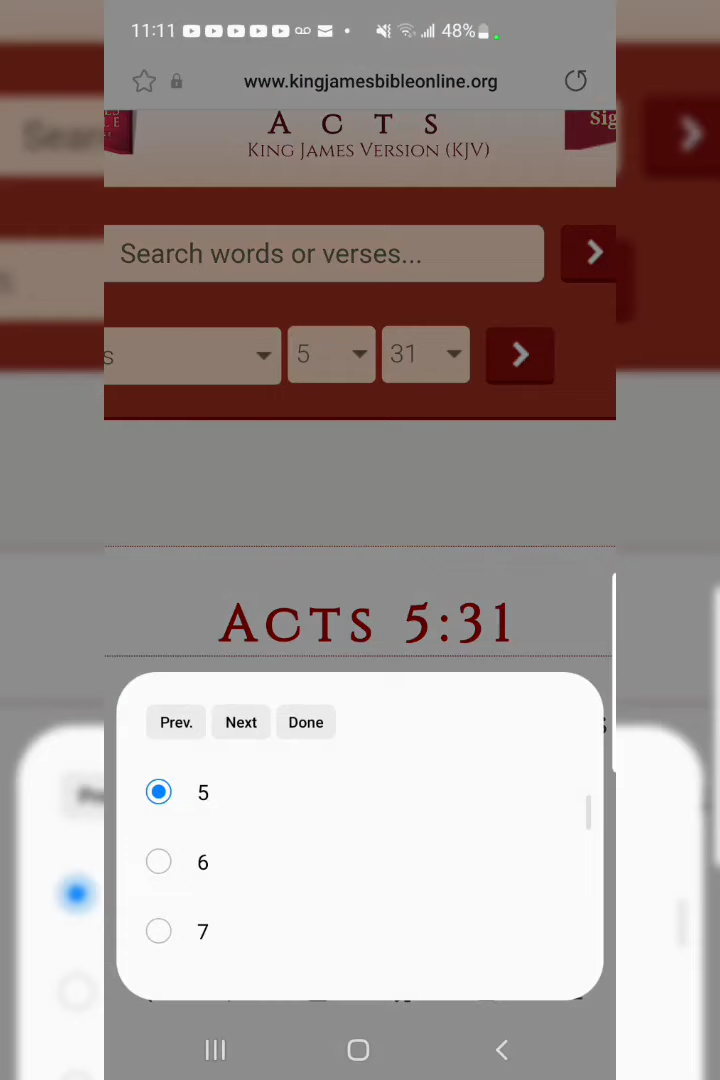 11:11 48%
www.kingjamesbibleonline.org
ACTS
KING JAMES VERSION (KJV)
Sig
Search words or verses...
s 5 31
ACTS 5:31
Prev. Next Done
5
6
7